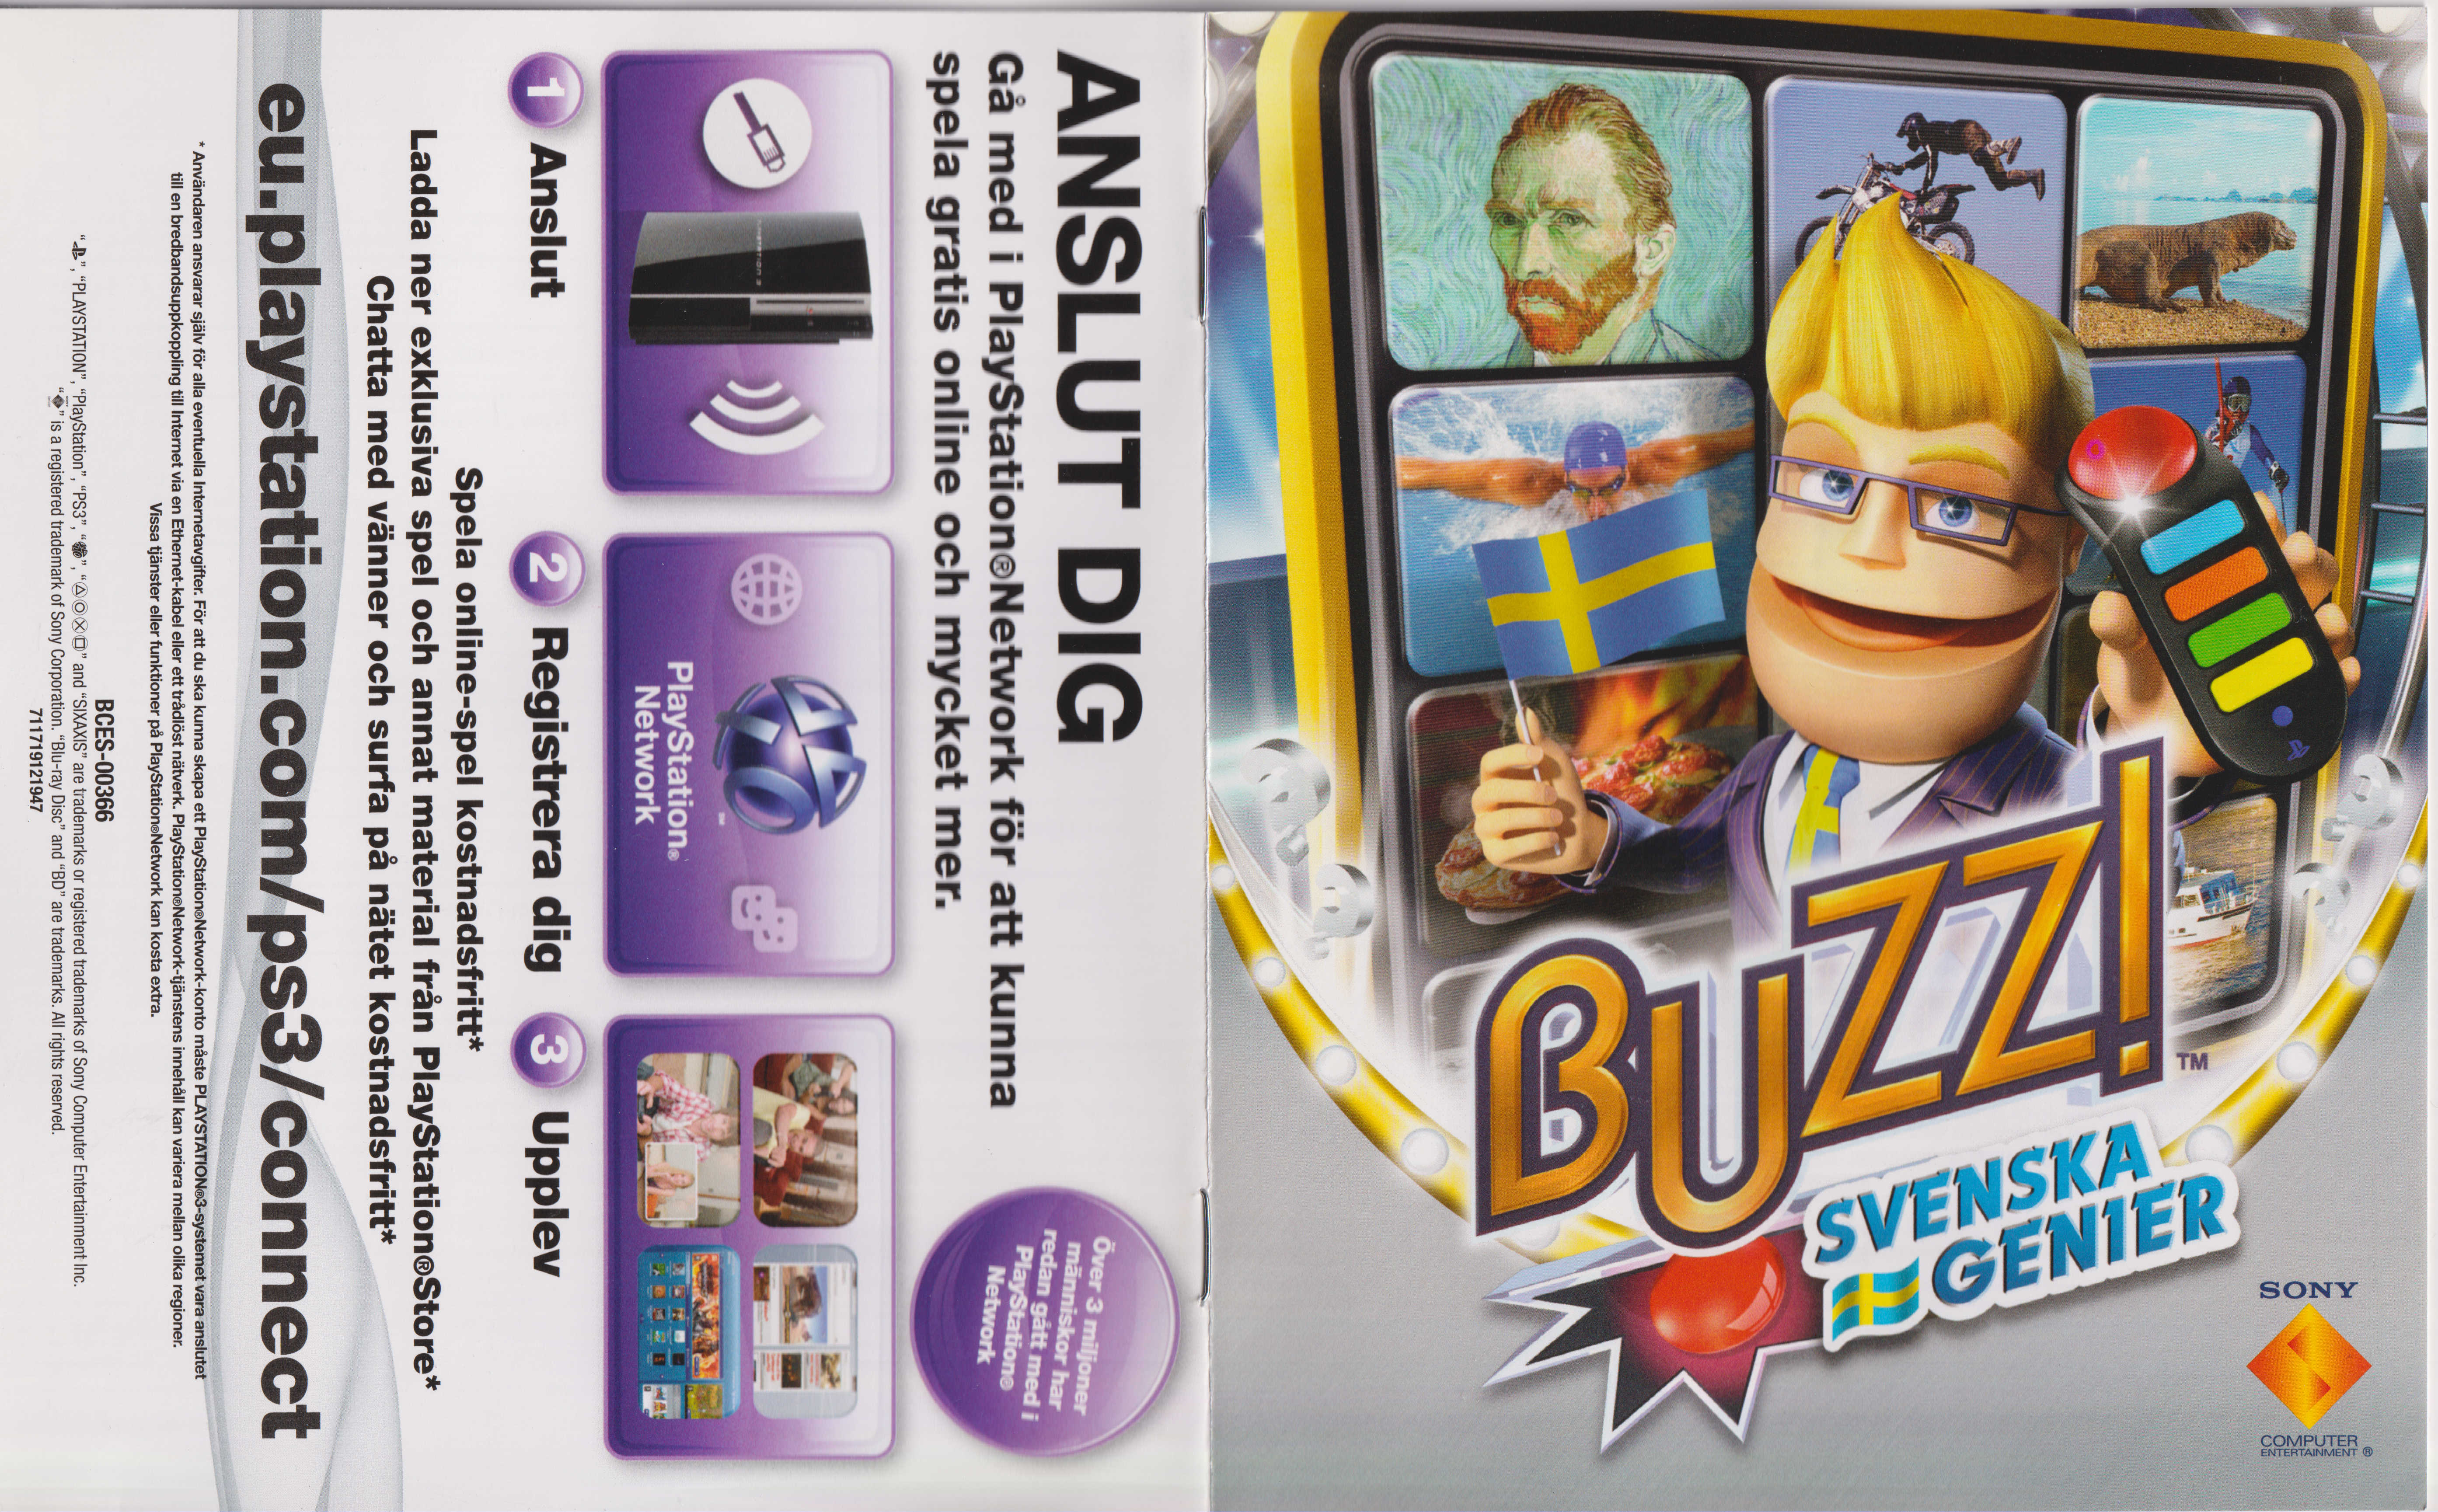 ANSLUT DIG
Gå med i PlayStation®Network för att kunna
spela gratis online och mycket mer.
Över 3 miljoner
människor har
redan gått med i
PlayStation®
Network
PLAYSTATION 3
PlayStation®
Network
™
1 Anslut
2 Registrera dig
3 Upplev
Spela online-spel kostnadsfritt*
Ladda ner exklusiva spel och annat material från PlayStation®Store*
Chatta med vänner och surfa på nätet kostnadsfritt*
eu.playstation.com/ps3/connect
* Användaren ansvarar själv för alla eventuella Internetavgifter. För att du ska kunna skapa ett PlayStation®Network-konto måste PLAYSTATION®3-systemet vara anslutet
till en bredbandsuppkoppling till Internet via en Ethernet-kabel eller ett trådlöst nätverk. PlayStation®Network-tjänstens innehåll kan variera mellan olika regioner.
Vissa tjänster eller funktioner på PlayStation®Network kan kosta extra.
BCES-00366
“ ”, “PLAYSTATION”, “PlayStation”, “PS3”, “ ”, “△○✕□” and “SIXAXIS” are trademarks or registered trademarks of Sony Computer Entertainment Inc.
“ ” is a registered trademark of Sony Corporation. “Blu-ray Disc” and “BD” are trademarks. All rights reserved.
711719121947
BUZZ!™
SVENSKA
GENIER
SONY
COMPUTER
ENTERTAINMENT ®